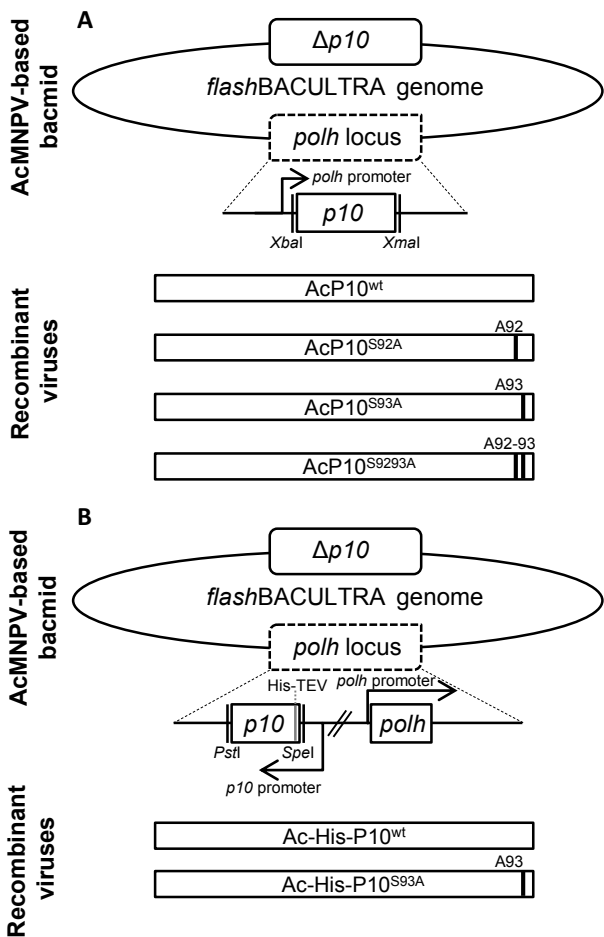 A
AcMNPV-based
bacmid
Δp10
flashBACULTRA genome
polh locus
polh promoter
p10
XbaI
XmaI
Recombinant
viruses
AcP10wt
A92
AcP10S92A
A93
AcP10S93A
A92-93
AcP10S9293A
B
AcMNPV-based
bacmid
Δp10
flashBACULTRA genome
polh locus
His-TEV
polh promoter
p10
polh
PstI
SpeI
p10 promoter
Recombinant
viruses
Ac-His-P10wt
A93
Ac-His-P10S93A